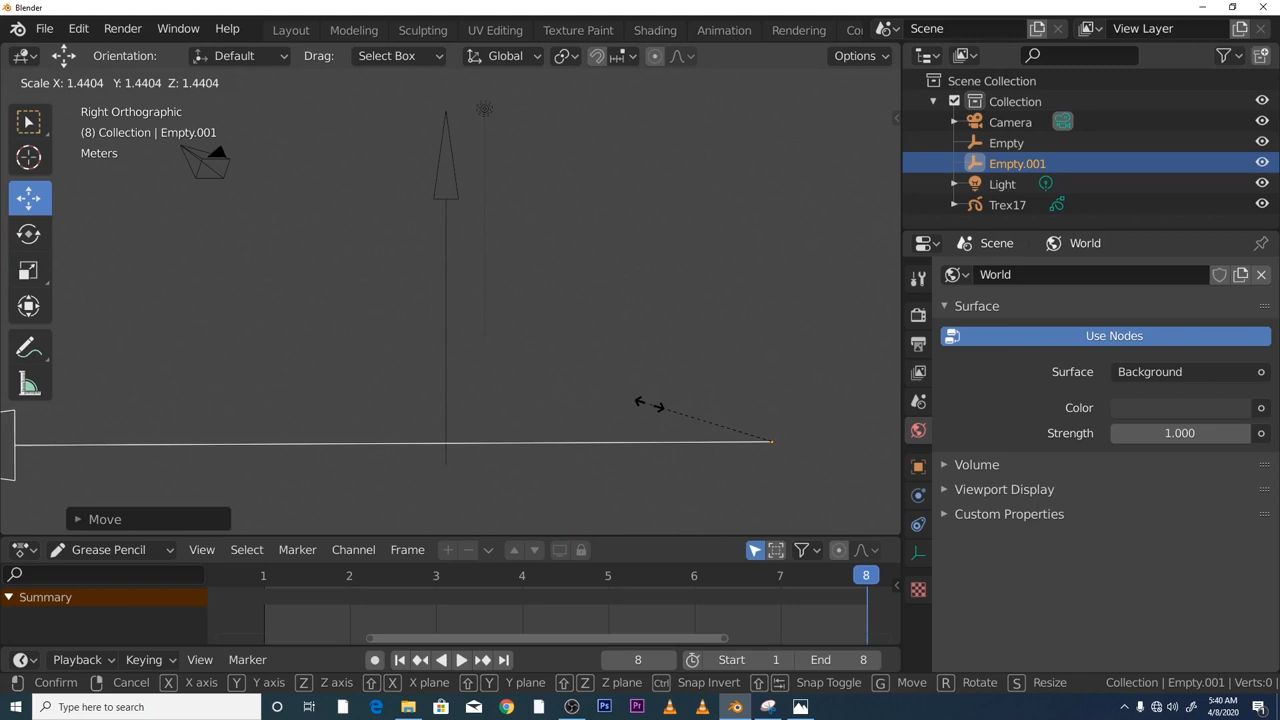 Blender
File Edit Render Window Help Layout Modeling Sculpting UV Editing Texture Paint Shading Animation Rendering Co Scene View Layer
Orientation: Default Drag: Select Box Global Options
Scale X: 1.4404 Y: 1.4404 Z: 1.4404
Right Orthographic
(8) Collection | Empty.001
Meters
Move
Scene Collection
Collection
Camera
Empty
Empty.001
Light
Trex17
Scene World
World
Surface
Use Nodes
Surface Background
Color
Strength 1.000
Volume
Viewport Display
Custom Properties
Grease Pencil View Select Marker Channel Frame
1 2 3 4 5 6 7 8
Summary
Playback Keying View Marker 8 Start 1 End 8
Confirm Cancel X X axis Y Y axis Z Z axis X X plane Y Y plane Z Z plane Ctrl Snap Invert Snap Toggle G Move R Rotate S Resize Collection | Empty.001 | Verts:0 |
Type here to search
5:40 AM
4/8/2020